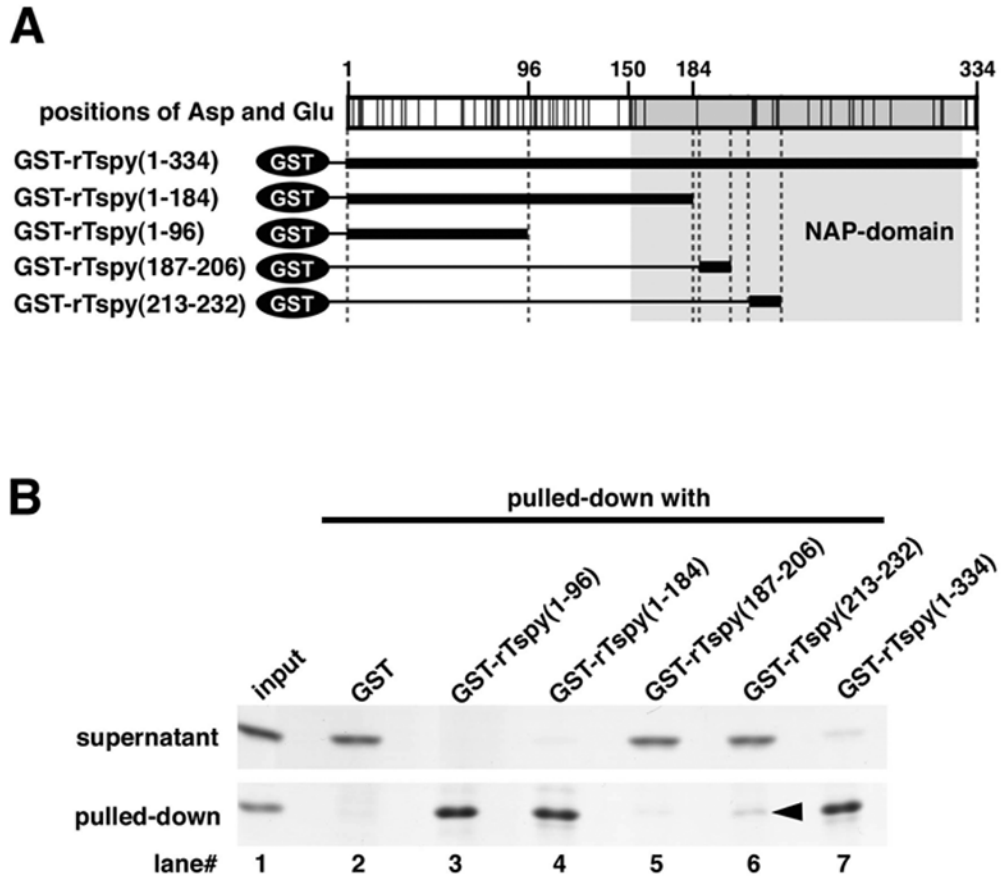 A
1 96 150 184 334
positions of Asp and Glu
GST-rTspy(1-334) GST
GST-rTspy(1-184) GST
GST-rTspy(1-96) GST NAP-domain
GST-rTspy(187-206) GST
GST-rTspy(213-232) GST
B
pulled-down with
input GST GST-rTspy(1-96) GST-rTspy(1-184) GST-rTspy(187-206) GST-rTspy(213-232) GST-rTspy(1-334)
supernatant
pulled-down
lane# 1 2 3 4 5 6 7